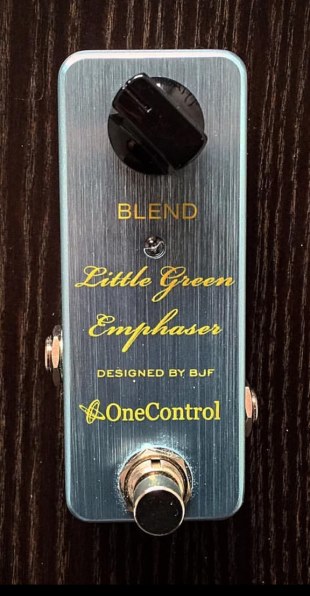 BLEND
Little Green
Emphaser
DESIGNED BY BJF
OneControl